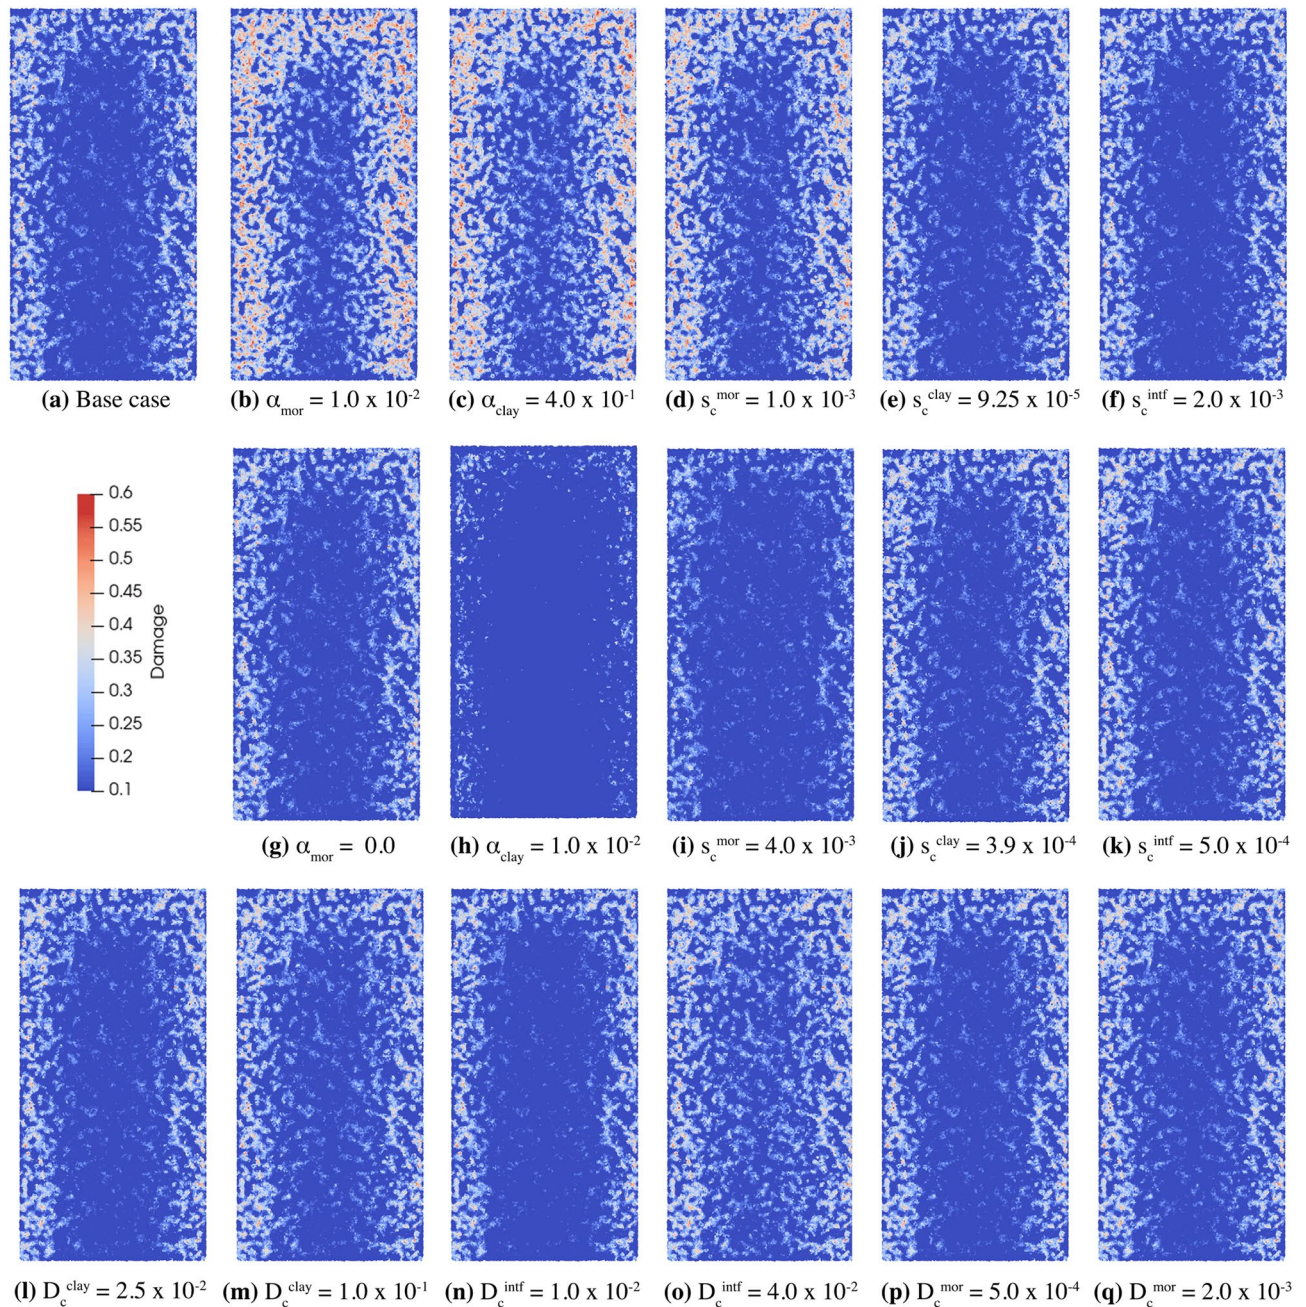 (a) Base case
(b) α_mor = 1.0 x 10⁻²
(c) α_clay = 4.0 x 10⁻¹
(d) s_c^mor = 1.0 x 10⁻³
(e) s_c^clay = 9.25 x 10⁻⁵
(f) s_c^intf = 2.0 x 10⁻³
0.6
0.55
0.5
0.45
0.4
0.35
0.3
0.25
0.2
0.1
Damage
(g) α_mor = 0.0
(h) α_clay = 1.0 x 10⁻²
(i) s_c^mor = 4.0 x 10⁻³
(j) s_c^clay = 3.9 x 10⁻⁴
(k) s_c^intf = 5.0 x 10⁻⁴
(l) D_c^clay = 2.5 x 10⁻²
(m) D_c^clay = 1.0 x 10⁻¹
(n) D_c^intf = 1.0 x 10⁻²
(o) D_c^intf = 4.0 x 10⁻²
(p) D_c^mor = 5.0 x 10⁻⁴
(q) D_c^mor = 2.0 x 10⁻³